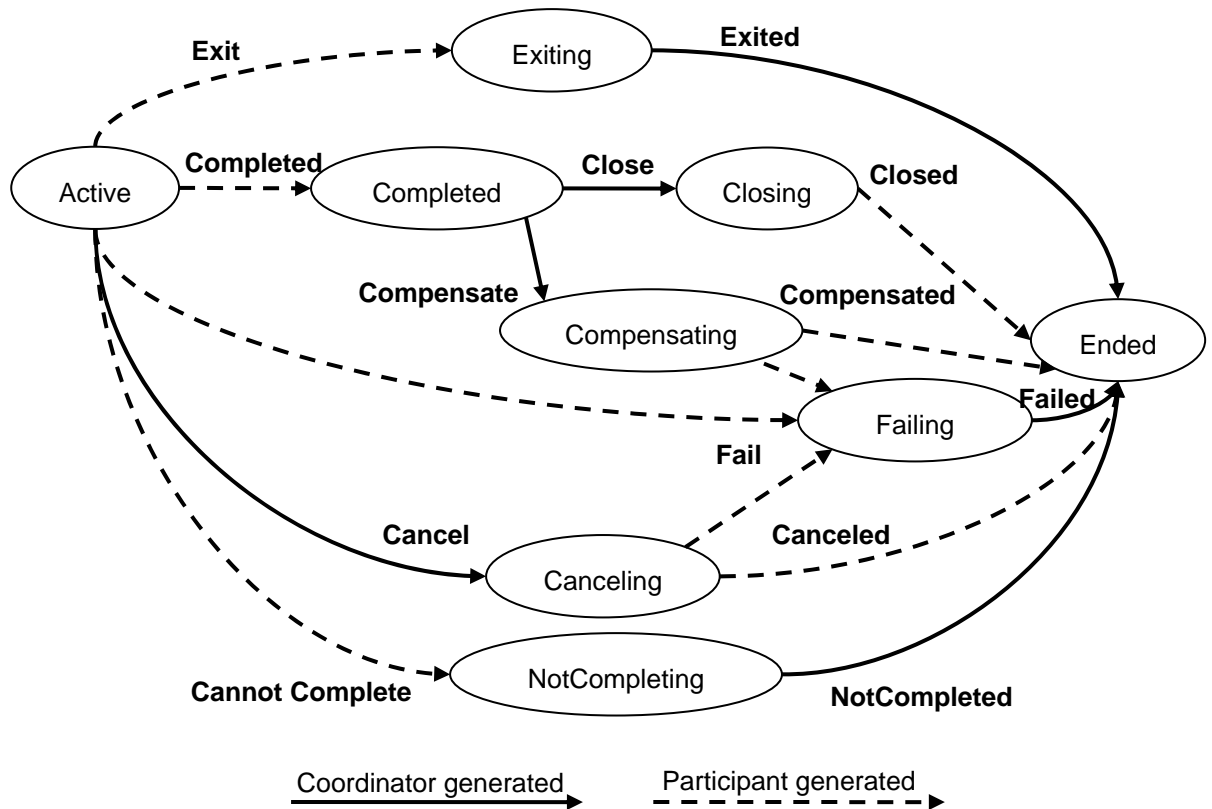 Exit
Exiting
Exited
Active
Completed
Completed
Close
Closing
Closed
Compensate
Compensating
Compensated
Ended
Failing
Failed
Fail
Cancel
Canceling
Canceled
Cannot Complete
NotCompleting
NotCompleted
Coordinator generated
Participant generated